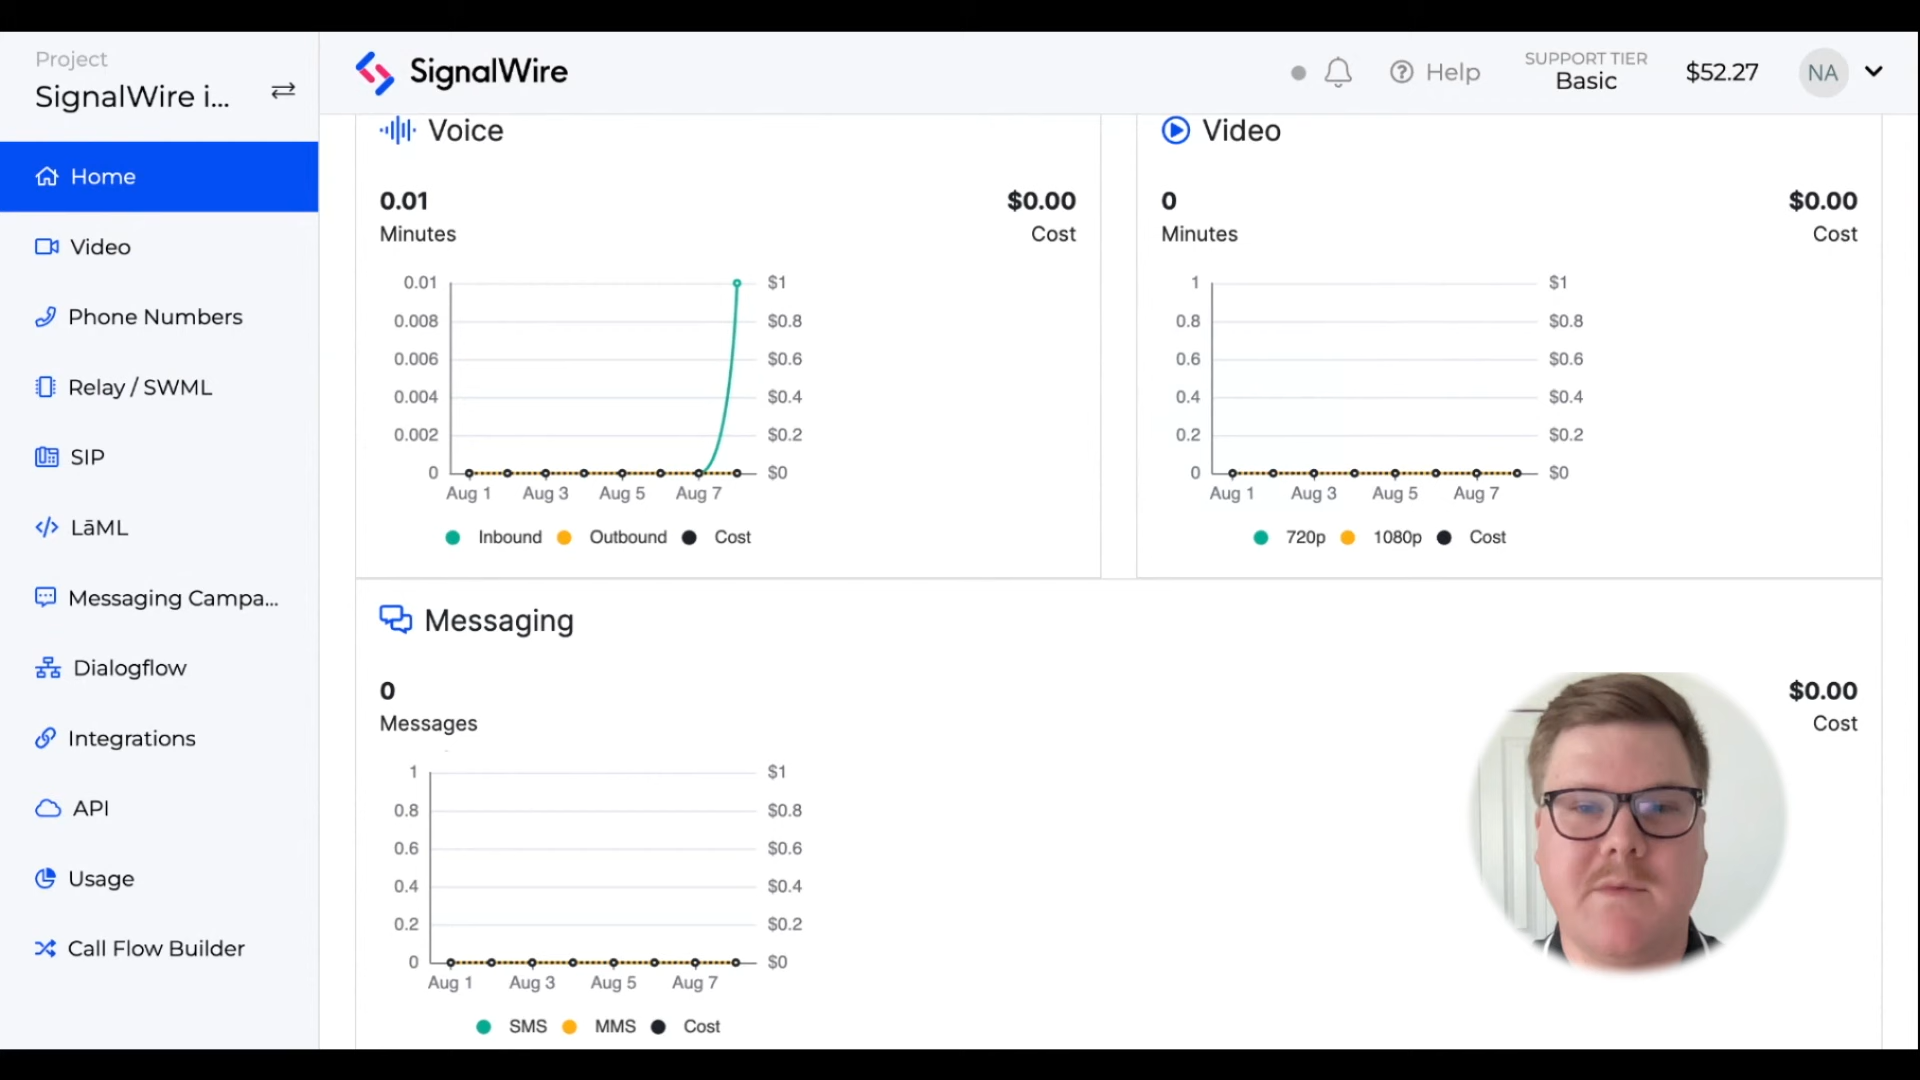 Project
SignalWire i...
SignalWire
Help
SUPPORT TIER
Basic
$52.27
NA
Home
Video
Phone Numbers
Relay / SWML
SIP
LāML
Messaging Campa...
Dialogflow
Integrations
API
Usage
Call Flow Builder
Voice
0.01
$0.00
Minutes
Cost
0.01
$1
0.008
$0.8
0.006
$0.6
0.004
$0.4
0.002
$0.2
0
$0
Aug 1 Aug 3 Aug 5 Aug 7
Inbound Outbound Cost
Video
0
$0.00
Minutes
Cost
1
$1
0.8
$0.8
0.6
$0.6
0.4
$0.4
0.2
$0.2
0
$0
Aug 1 Aug 3 Aug 5 Aug 7
720p 1080p Cost
Messaging
0
$0.00
Messages
Cost
1
$1
0.8
$0.8
0.6
$0.6
0.4
$0.4
0.2
$0.2
0
$0
Aug 1 Aug 3 Aug 5 Aug 7
SMS MMS Cost